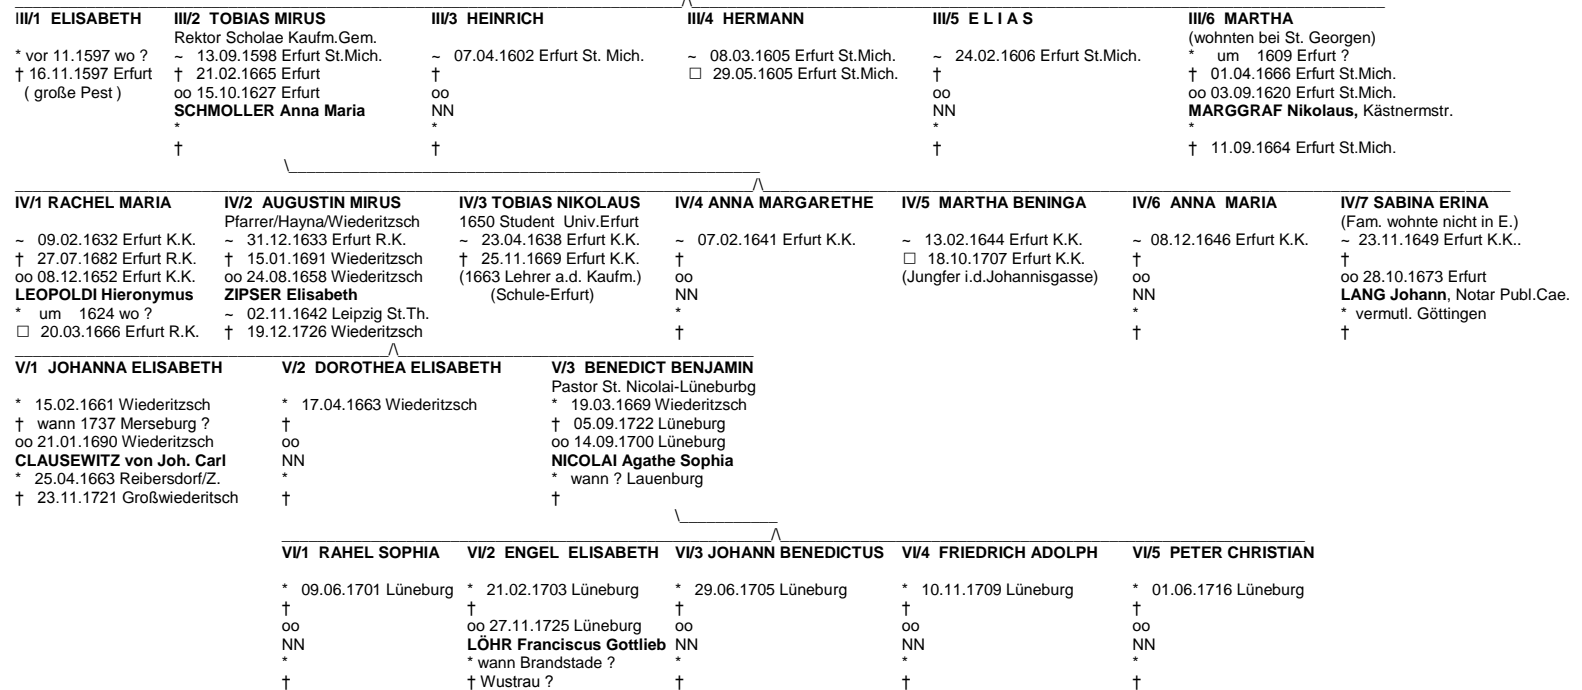 III/1 ELISABETH
* vor 11.1597 wo ?
† 16.11.1597 Erfurt
( große Pest )
III/2 TOBIAS MIRUS
Rektor Scholae Kaufm.Gem.
~ 13.09.1598 Erfurt St.Mich.
† 21.02.1665 Erfurt
oo 15.10.1627 Erfurt
SCHMOLLER Anna Maria
*
†
III/3 HEINRICH
~ 07.04.1602 Erfurt St. Mich.
†
oo
NN
*
†
III/4 HERMANN
~ 08.03.1605 Erfurt St.Mich.
□ 29.05.1605 Erfurt St.Mich.
III/5 E L I A S
~ 24.02.1606 Erfurt St.Mich.
†
oo
NN
*
†
III/6 MARTHA
(wohnten bei St. Georgen)
* um 1609 Erfurt ?
† 01.04.1666 Erfurt St.Mich.
oo 03.09.1620 Erfurt St.Mich.
MARGGRAF Nikolaus, Kästnermstr.
*
† 11.09.1664 Erfurt St.Mich.
IV/1 RACHEL MARIA
~ 09.02.1632 Erfurt K.K.
† 27.07.1682 Erfurt R.K.
oo 08.12.1652 Erfurt K.K.
LEOPOLDI Hieronymus
* um 1624 wo ?
□ 20.03.1666 Erfurt R.K.
IV/2 AUGUSTIN MIRUS
Pfarrer/Hayna/Wiederitzsch
~ 31.12.1633 Erfurt R.K.
† 15.01.1691 Wiederitzsch
oo 24.08.1658 Wiederitzsch
ZIPSER Elisabeth
~ 02.11.1642 Leipzig St.Th.
† 19.12.1726 Wiederitzsch
IV/3 TOBIAS NIKOLAUS
1650 Student Univ.Erfurt
~ 23.04.1638 Erfurt K.K.
† 25.11.1669 Erfurt K.K.
(1663 Lehrer a.d. Kaufm.)
(Schule-Erfurt)
IV/4 ANNA MARGARETHE
~ 07.02.1641 Erfurt K.K.
†
oo
NN
*
†
IV/5 MARTHA BENINGA
~ 13.02.1644 Erfurt K.K.
□ 18.10.1707 Erfurt K.K.
(Jungfer i.d.Johannisgasse)
IV/6 ANNA MARIA
~ 08.12.1646 Erfurt K.K.
†
oo
NN
*
†
IV/7 SABINA ERINA
(Fam. wohnte nicht in E.)
~ 23.11.1649 Erfurt K.K..
†
oo 28.10.1673 Erfurt
LANG Johann, Notar Publ.Cae.
* vermutl. Göttingen
†
V/1 JOHANNA ELISABETH
* 15.02.1661 Wiederitzsch
† wann 1737 Merseburg ?
oo 21.01.1690 Wiederitzsch
CLAUSEWITZ von Joh. Carl
* 25.04.1663 Reibersdorf/Z.
† 23.11.1721 Großwiederitsch
V/2 DOROTHEA ELISABETH
* 17.04.1663 Wiederitzsch
†
oo
NN
*
†
V/3 BENEDICT BENJAMIN
Pastor St. Nicolai-Lüneburbg
* 19.03.1669 Wiederitzsch
† 05.09.1722 Lüneburg
oo 14.09.1700 Lüneburg
NICOLAI Agathe Sophia
* wann ? Lauenburg
†
VI/1 RAHEL SOPHIA
* 09.06.1701 Lüneburg
†
oo
NN
*
†
VI/2 ENGEL ELISABETH
* 21.02.1703 Lüneburg
†
oo 27.11.1725 Lüneburg
LÖHR Franciscus Gottlieb
* wann Brandstade ?
† Wustrau ?
VI/3 JOHANN BENEDICTUS
* 29.06.1705 Lüneburg
†
oo
NN
*
†
VI/4 FRIEDRICH ADOLPH
* 10.11.1709 Lüneburg
†
oo
NN
*
†
VI/5 PETER CHRISTIAN
* 01.06.1716 Lüneburg
†
oo
NN
*
†